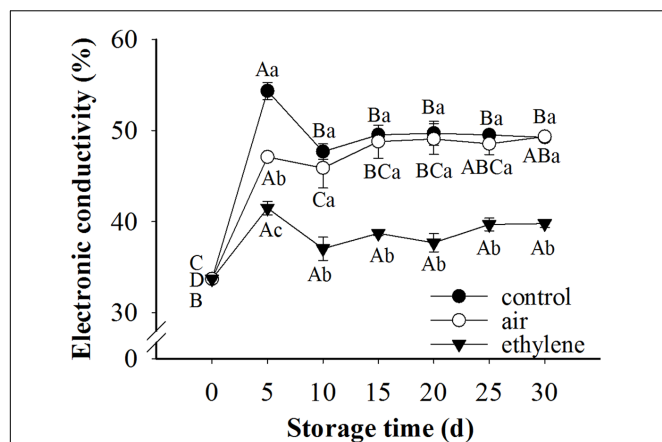 Electronic conductivity (%)
60
50
40
30
0
Aa
Ab
Ac
Ba
Ca
Ab
Ba
BCa
Ab
Ba
BCa
Ab
Ba
ABCa
Ab
Ba
ABa
Ab
C
D
B
control
air
ethylene
0 5 10 15 20 25 30
Storage time (d)